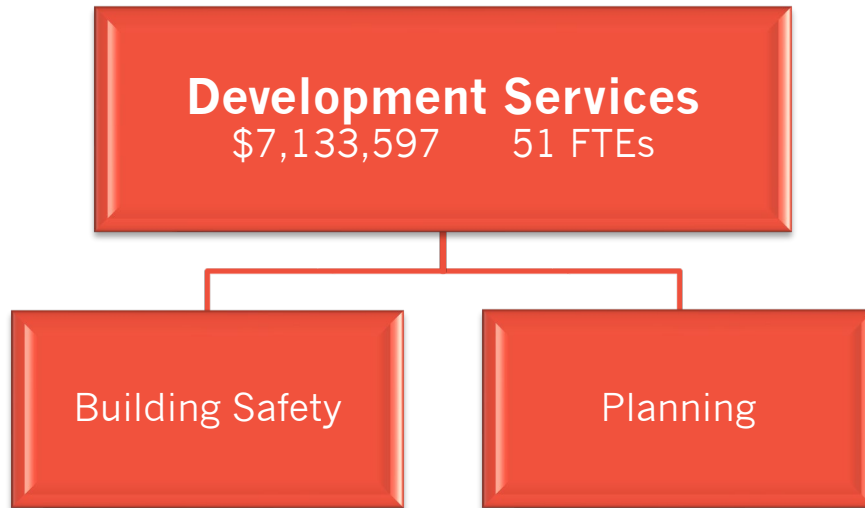 Development Services
$7,133,597 51 FTEs
Building Safety
Planning